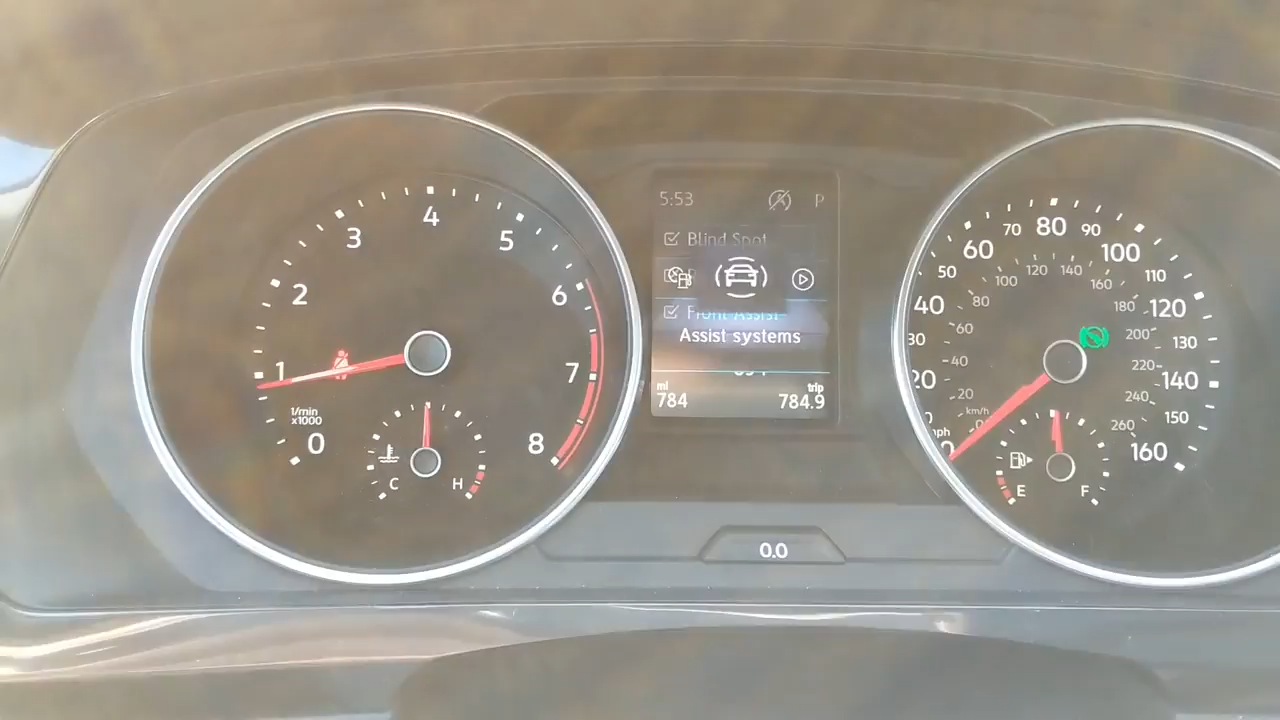 0 1 2 3 4 5 6 7 8
1/min
x1000
C H
5:53 P
Blind Spot
Front Assist
Assist systems
ml trip
784 784.9
0.0
20 30 40 50 60 70 80 90 100 110 120 130 140 150 160
20 40 60 80 100 120 140 160 180 200 220 240 260
km/h
E F